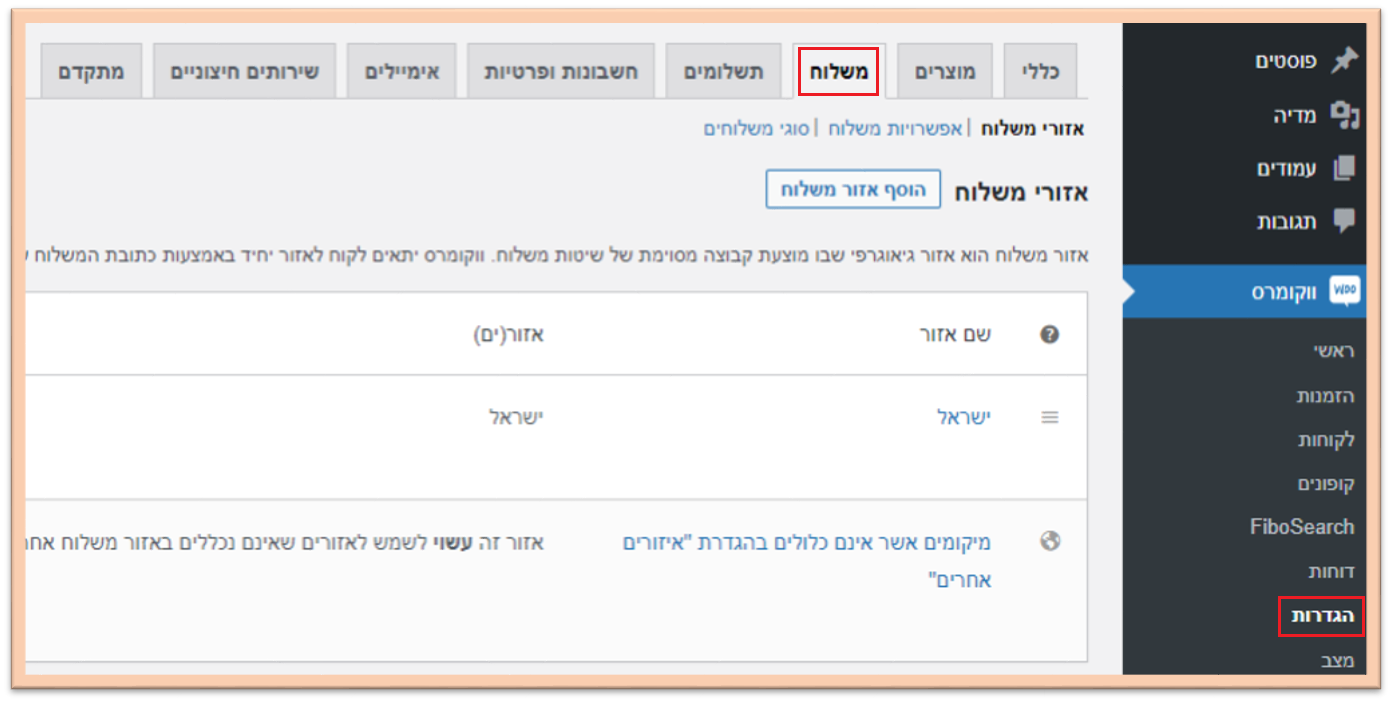 פוסטים
מדיה
עמודים
תגובות
ווקומרס
ראשי
הזמנות
לקוחות
קופונים
FiboSearch
דוחות
הגדרות
מצב
כללי מוצרים משלוח תשלומים חשבונות ופרטיות אימיילים שירותים חיצוניים מתקדם
אזורי משלוח | אפשרויות משלוח | סוגי משלוחים
אזורי משלוח הוסף אזור משלוח
אזור משלוח הוא אזור גיאוגרפי שבו מוצעת קבוצה מסוימת של שיטות משלוח. ווקומרס יתאים לקוח לאזור יחיד באמצעות כתובת המשלוח
שם אזור אזור(ים)
ישראל ישראל
מיקומים אשר אינם כלולים בהגדרת "איזורים אזור זה עשוי לשמש לאזורים שאינם נכללים באזור משלוח
אחרים"